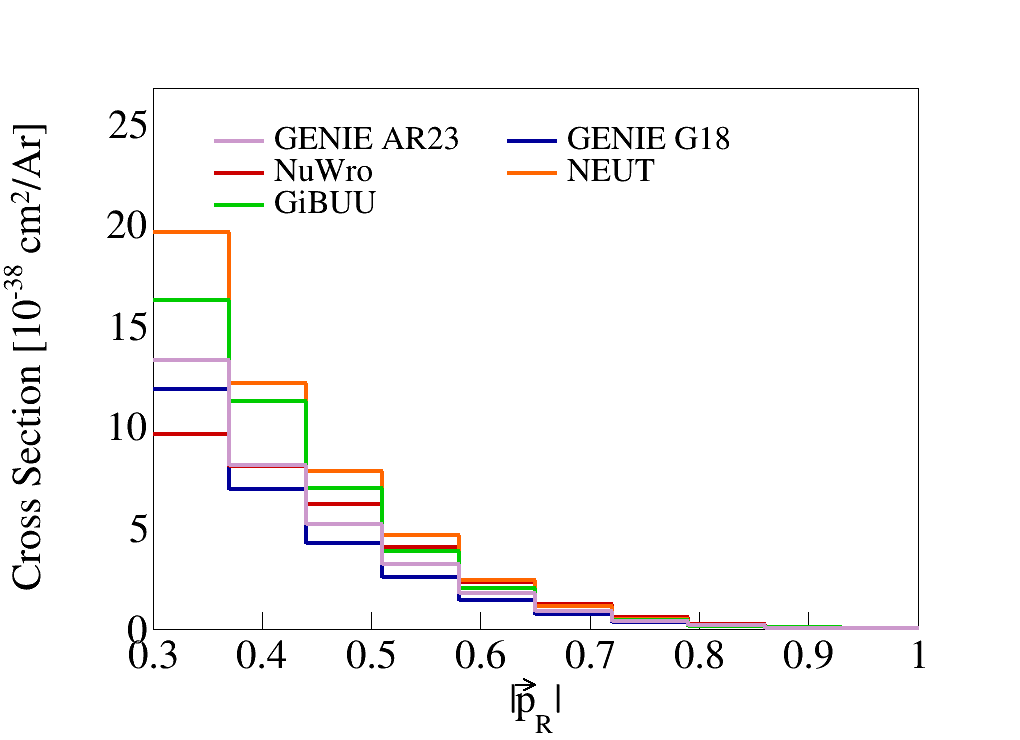 Cross Section [10⁻³⁸ cm²/Ar]
25
20
15
10
5
0
GENIE AR23
GENIE G18
NuWro
NEUT
GiBUU
0.3 0.4 0.5 0.6 0.7 0.8 0.9 1
|p⃗_R|